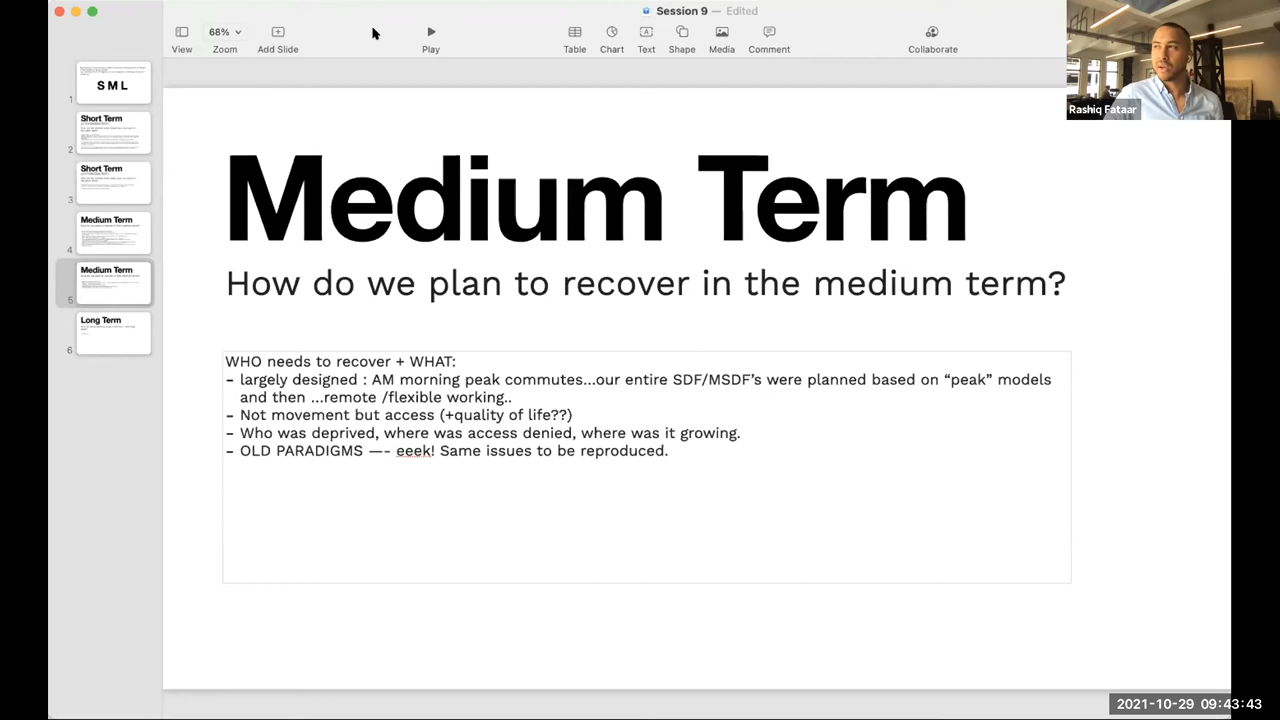 Session 9 — Edited
68%
View Zoom Add Slide Play Table Chart Text Shape Media Comment Collaborate
Rashiq Fataar
SML
1
Short Term
2
Short Term
3
Medium Term
4
Medium Term
5
Long Term
6
Medium Term
How do we plan to recover in the medium term?
WHO needs to recover + WHAT:
- largely designed : AM morning peak commutes...our entire SDF/MSDF's were planned based on “peak” models
and then ...remote /flexible working..
- Not movement but access (+quality of life??)
- Who was deprived, where was access denied, where was it growing.
- OLD PARADIGMS —- eeek! Same issues to be reproduced.
2021-10-29 09:43:43